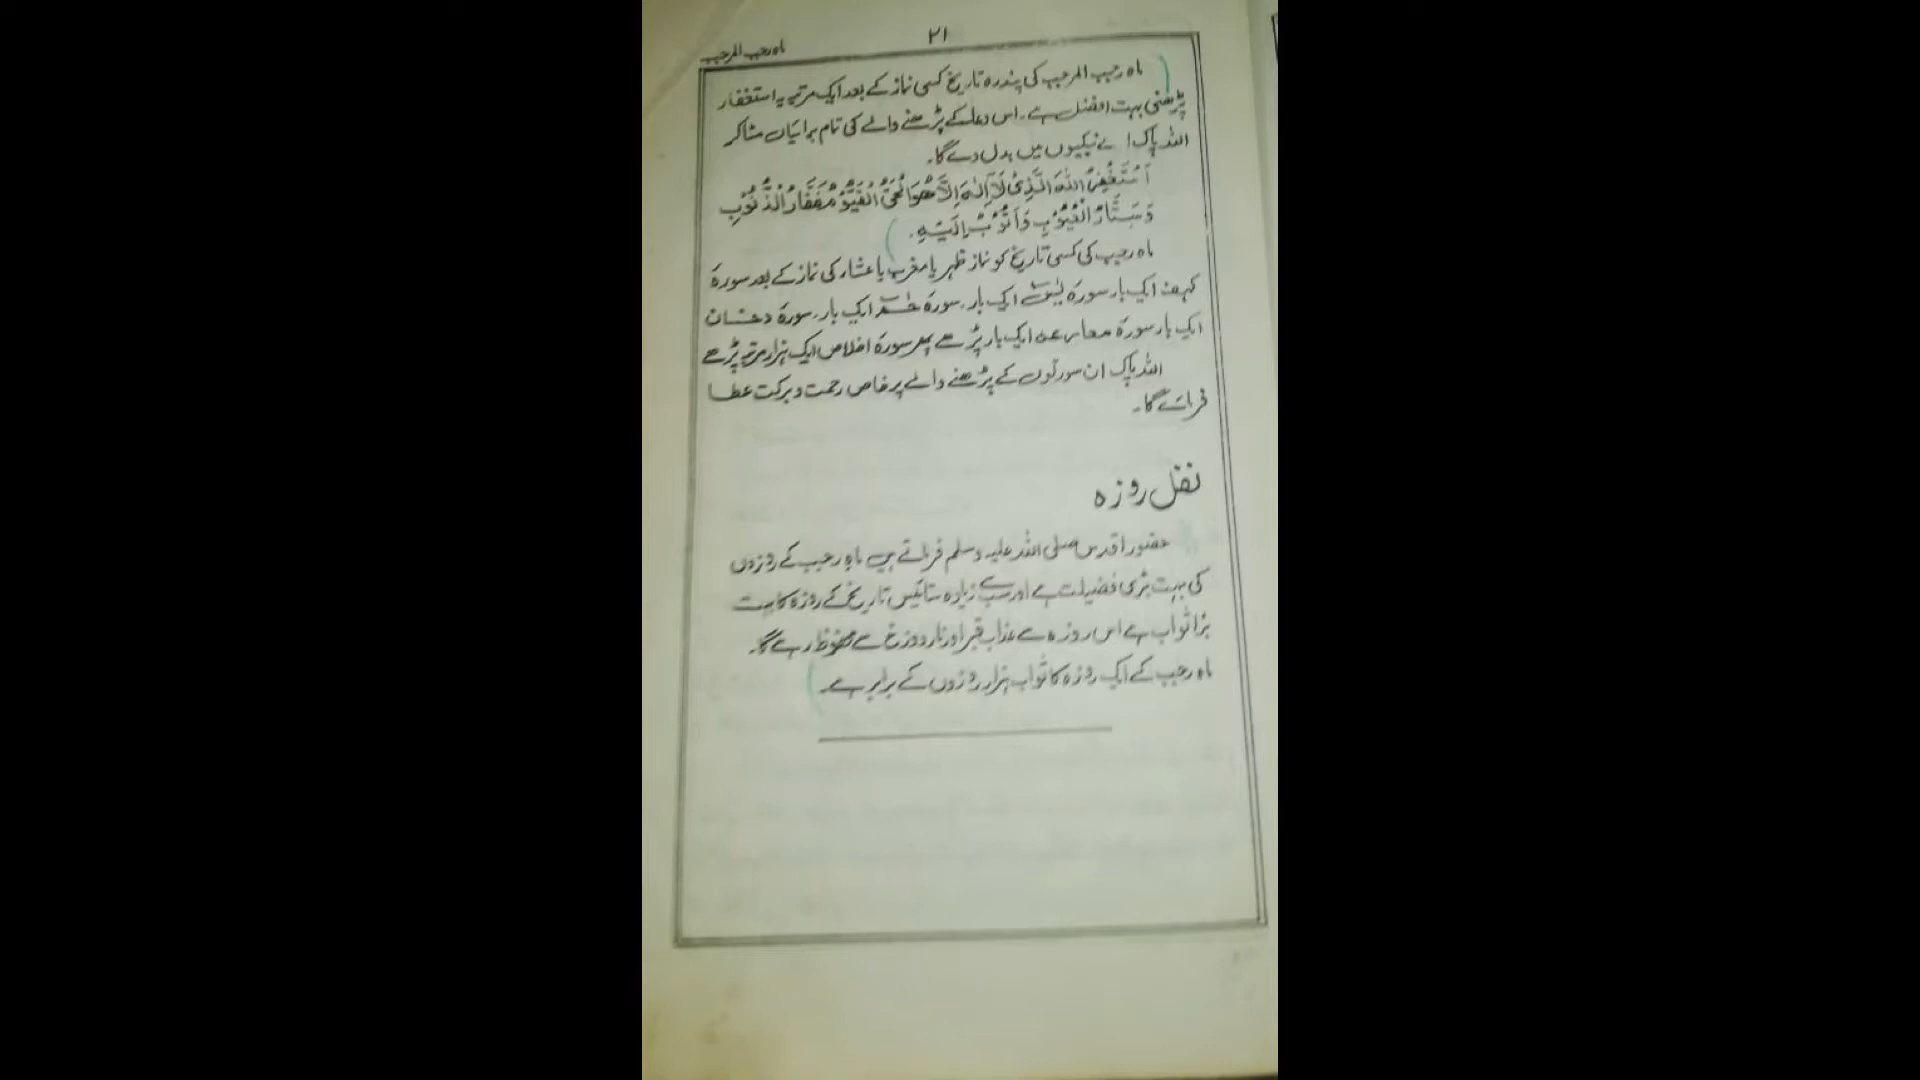 ۲۱
ماہ رجب المرجب
ماہ رجب المرجب کی پندرہ تاریخ کسی نماز کے بعد ایک مرتبہ یہ استغفار
پڑھنی بہت افضل ہے۔ اس دعا کے پڑھنے والے کی تمام برائیاں مٹا کر
اللہ پاک اسے نیکیوں میں بدل دے گا۔
اَسْتَغْفِرُ اللّٰهَ الَّذِیْ لَآ اِلٰهَ اِلَّا هُوَ الْحَیُّ الْقَیُّوْمُ غَفَّارُ الذُّنُوْبِ
وَسَتَّارُ الْعُیُوْبِ وَاَتُوْبُ اِلَیْهِ۔
ماہ رجب کی کسی تاریخ کو نماز ظہر یا مغرب یا عشاء کی نماز کے بعد سورۃ
کہف ایک بار سورۃ یٰسٓ ایک بار۔ سورۃ حٰمٓ ایک بار۔ سورۃ دخان
ایک بار سورۃ معارج ایک بار پڑھے پھر سورۃ اخلاص ایک ہزار مرتبہ پڑھے
اللہ پاک ان سورتوں کے پڑھنے والے پر خاص رحمت و برکت عطا
فرمائے گا۔
نفل روزہ
حضور اقدس صلی اللہ علیہ وسلم فرماتے ہیں ماہ رجب کے روزوں
کی بہت بڑی فضیلت ہے اور سب سے زیادہ ستائیس تاریخ کے روزہ کا بہت
بڑا ثواب ہے اس روزہ سے عذاب قبر اور نار دوزخ سے محفوظ رہے گا۔
ماہ رجب کے ایک روزہ کا ثواب ہزار روزوں کے برابر ہے۔